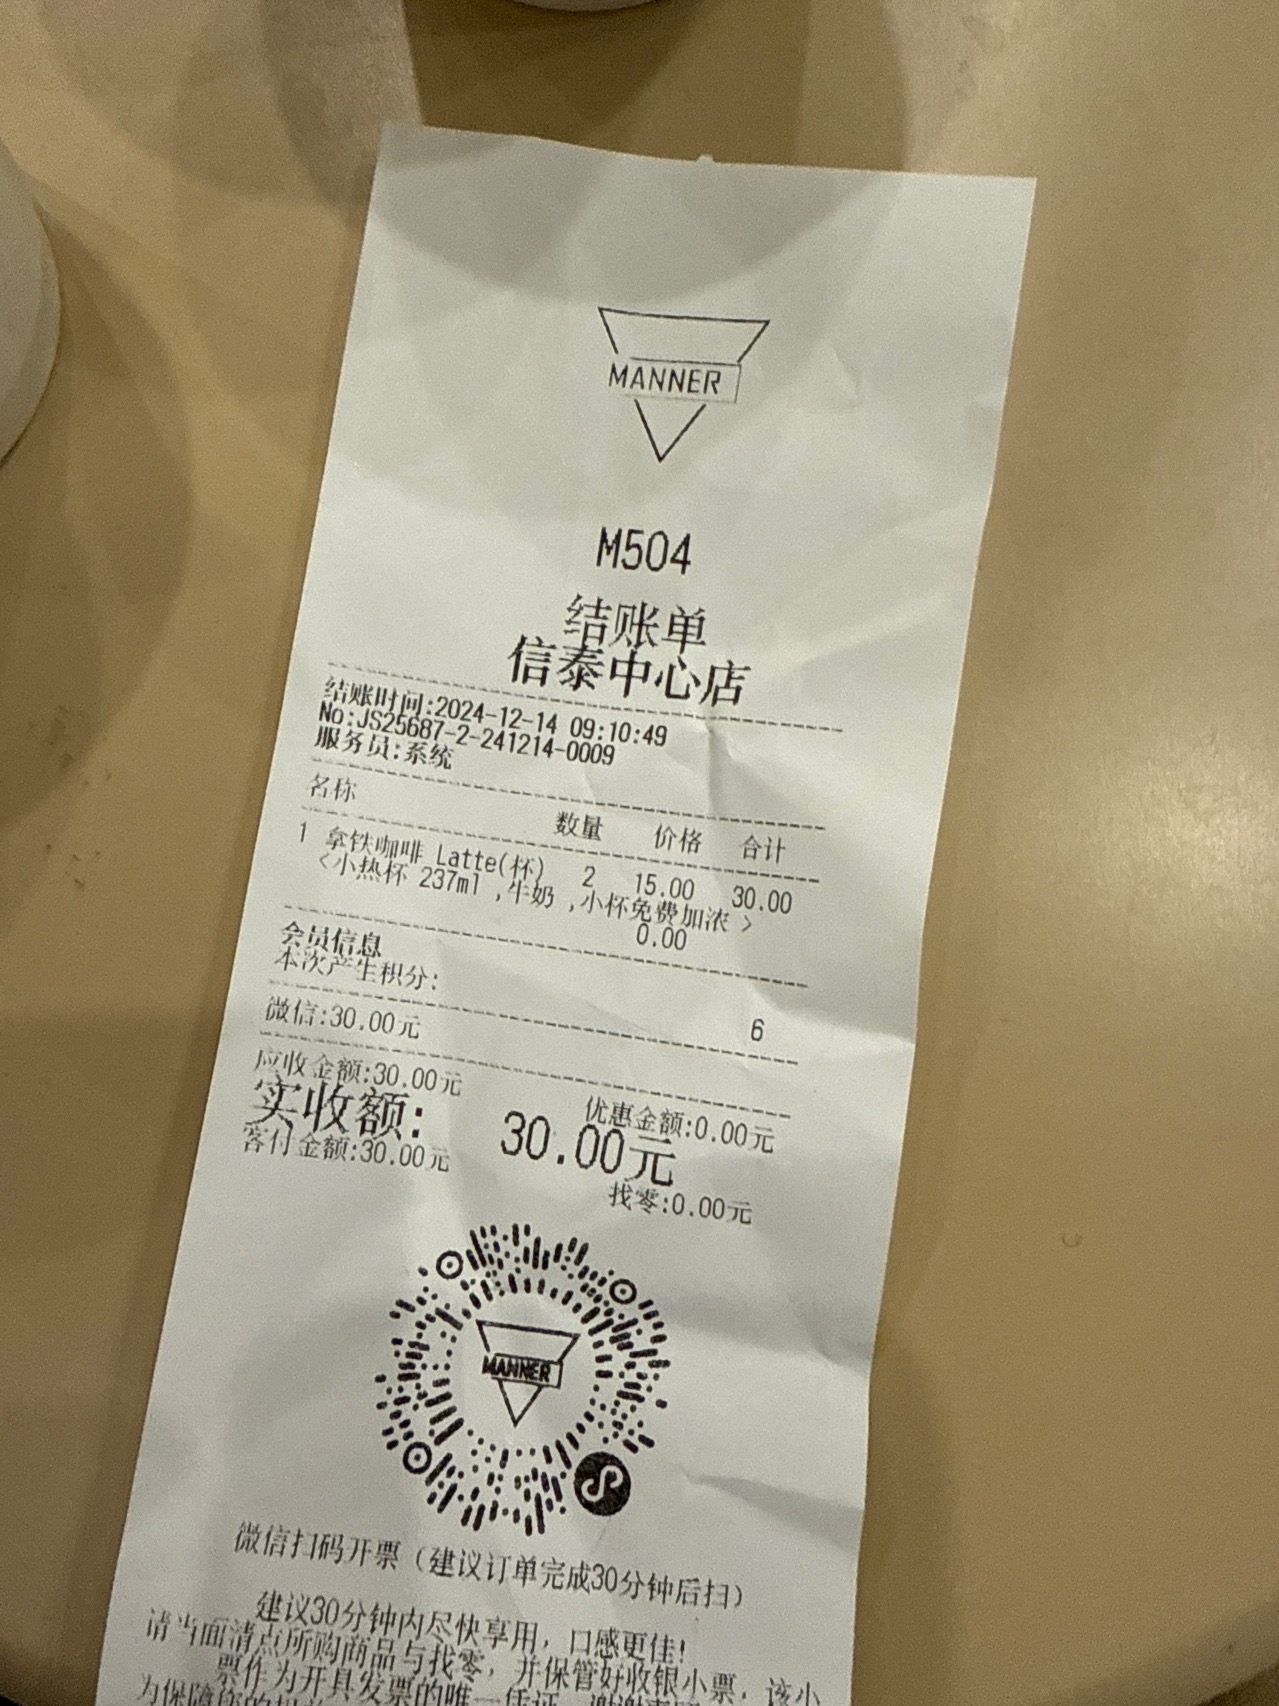 MANNER
M504
结账单
信泰中心店
结账时间:2024-12-14 09:10:49
No:JS25687-2-241214-0009
服务员:系统
名称 数量 价格 合计
1 拿铁咖啡 Latte(杯) 2 15.00 30.00
<小热杯 237ml ,牛奶 ,小杯免费加浓 >
0.00
会员信息
本次产生积分: 6
微信:30.00元
应收金额:30.00元 优惠金额:0.00元
实收额: 30.00元
客付金额:30.00元 找零:0.00元
MANNER
微信扫码开票（建议订单完成30分钟后扫）
建议30分钟内尽快享用，口感更佳!
请当面清点所购商品与找零，并保管好收银小票，该小
票作为开具发票的唯一凭证，谢谢
为保障您的